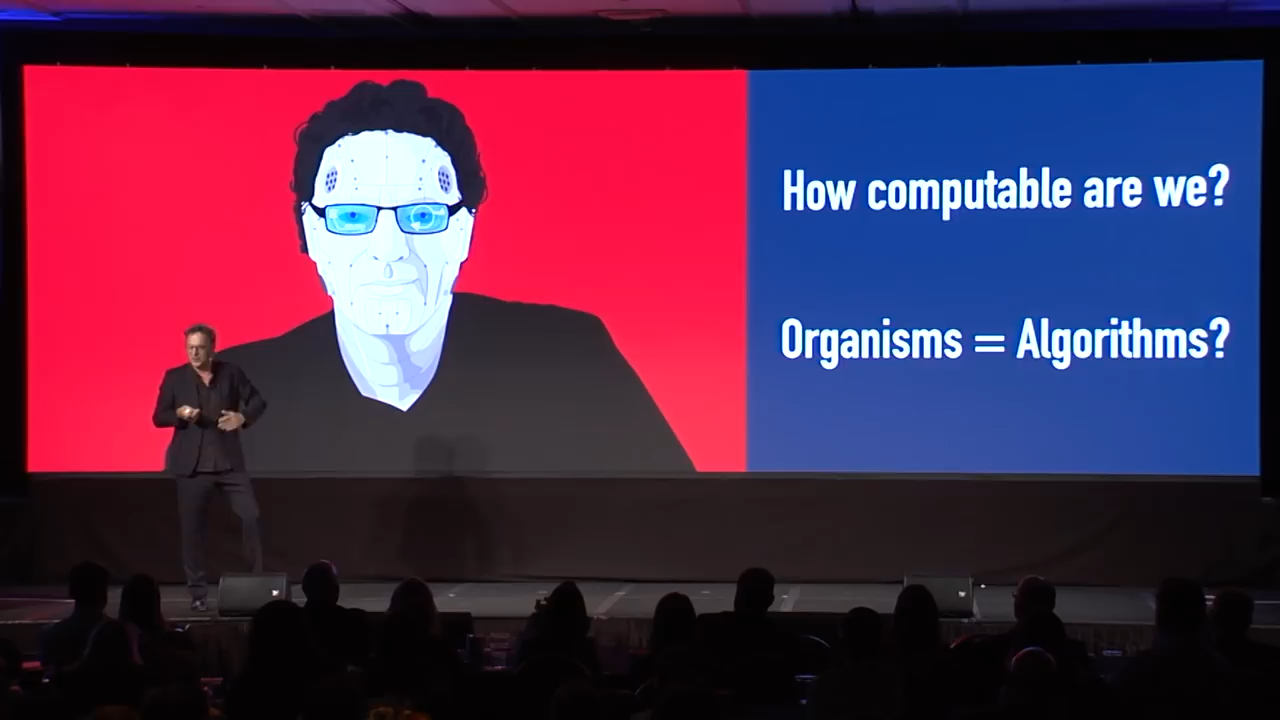 How computable are we?
Organisms = Algorithms?